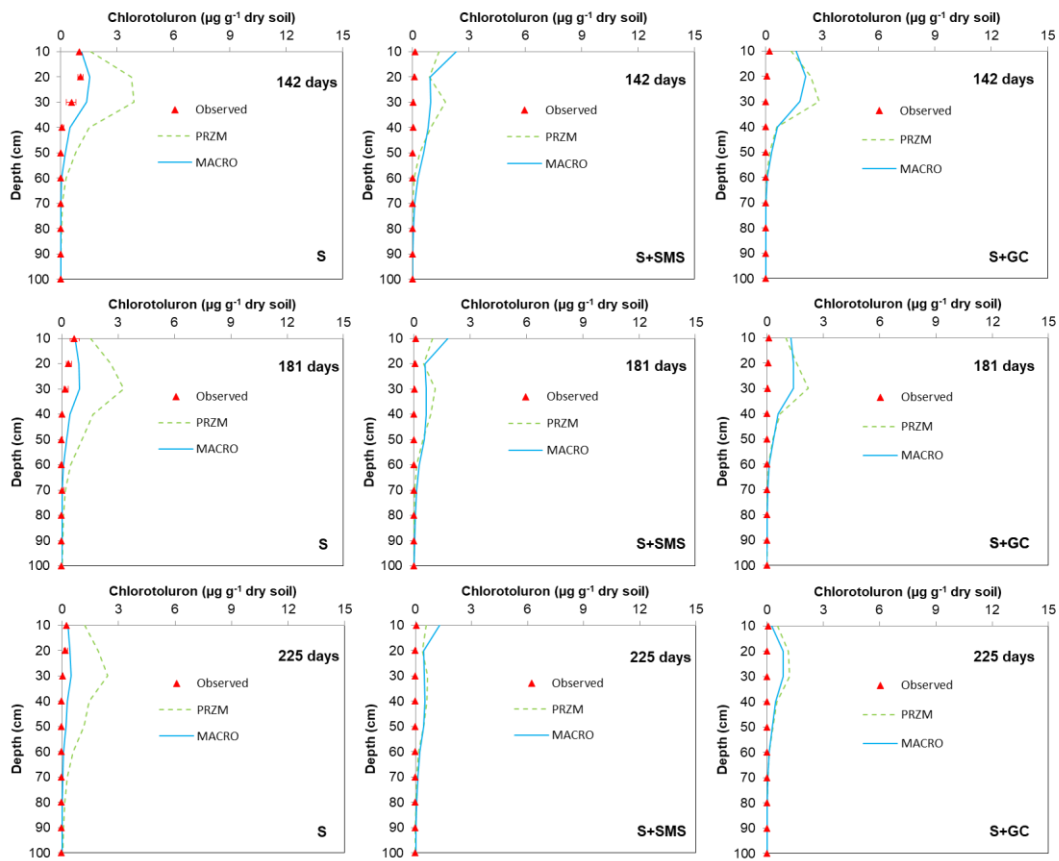 Chlorotoluron (µg g⁻¹ dry soil)
0 3 6 9 12 15
10
20
30
40
50
60
70
80
90
100
Depth (cm)
142 days
Observed
PRZM
MACRO
S
Chlorotoluron (µg g⁻¹ dry soil)
0 3 6 9 12 15
10
20
30
40
50
60
70
80
90
100
Depth (cm)
142 days
Observed
PRZM
MACRO
S+SMS
Chlorotoluron (µg g⁻¹ dry soil)
0 3 6 9 12 15
10
20
30
40
50
60
70
80
90
100
Depth (cm)
142 days
Observed
PRZM
MACRO
S+GC
Chlorotoluron (µg g⁻¹ dry soil)
0 3 6 9 12 15
10
20
30
40
50
60
70
80
90
100
Depth (cm)
181 days
Observed
PRZM
MACRO
S
Chlorotoluron (µg g⁻¹ dry soil)
0 3 6 9 12 15
10
20
30
40
50
60
70
80
90
100
Depth (cm)
181 days
Observed
PRZM
MACRO
S+SMS
Chlorotoluron (µg g⁻¹ dry soil)
0 3 6 9 12 15
10
20
30
40
50
60
70
80
90
100
Depth (cm)
181 days
Observed
PRZM
MACRO
S+GC
Chlorotoluron (µg g⁻¹ dry soil)
0 3 6 9 12 15
10
20
30
40
50
60
70
80
90
100
Depth (cm)
225 days
Observed
PRZM
MACRO
S
Chlorotoluron (µg g⁻¹ dry soil)
0 3 6 9 12 15
10
20
30
40
50
60
70
80
90
100
Depth (cm)
225 days
Observed
PRZM
MACRO
S+SMS
Chlorotoluron (µg g⁻¹ dry soil)
0 3 6 9 12 15
10
20
30
40
50
60
70
80
90
100
Depth (cm)
225 days
Observed
PRZM
MACRO
S+GC